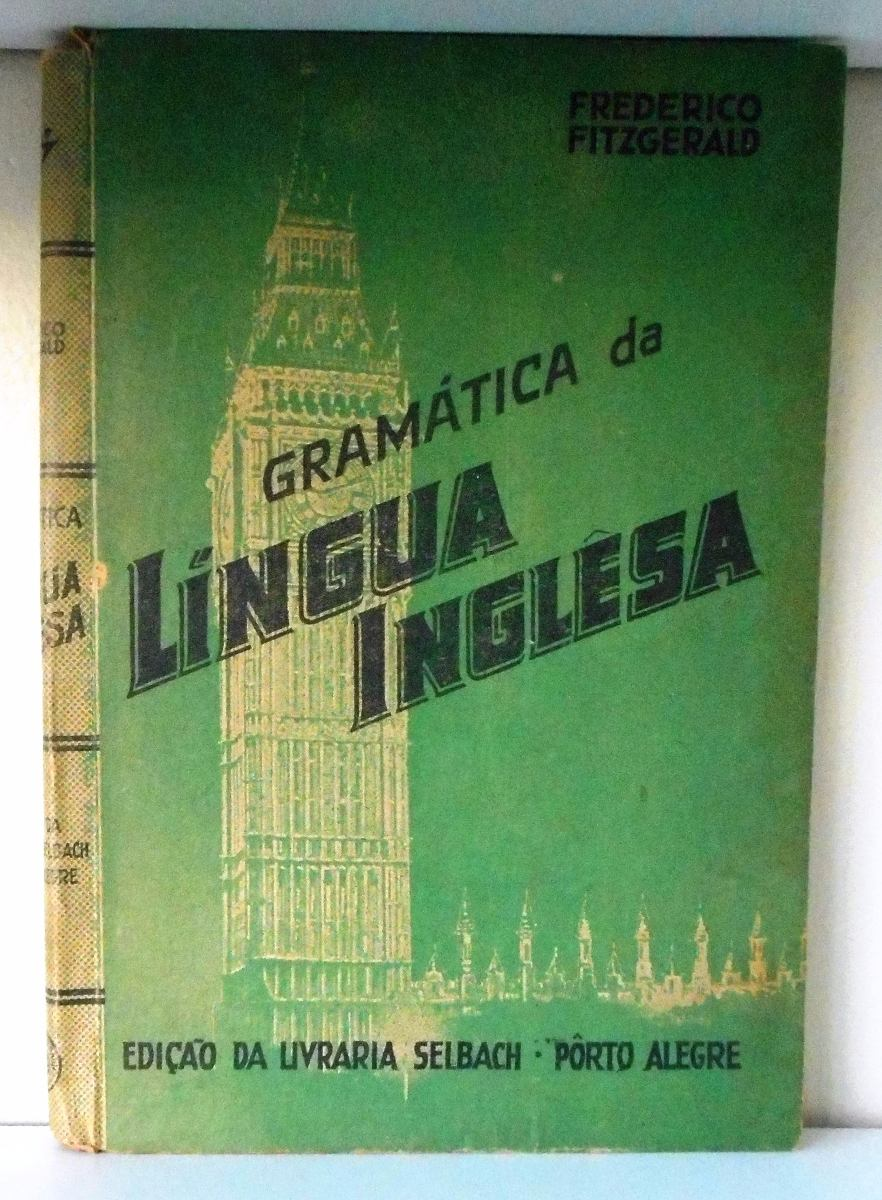 FREDERICO
FITZGERALD
GRAMÁTICA da
LÍNGUA
INGLÊSA
EDIÇÃO DA LIVRARIA SELBACH · PÔRTO ALEGRE